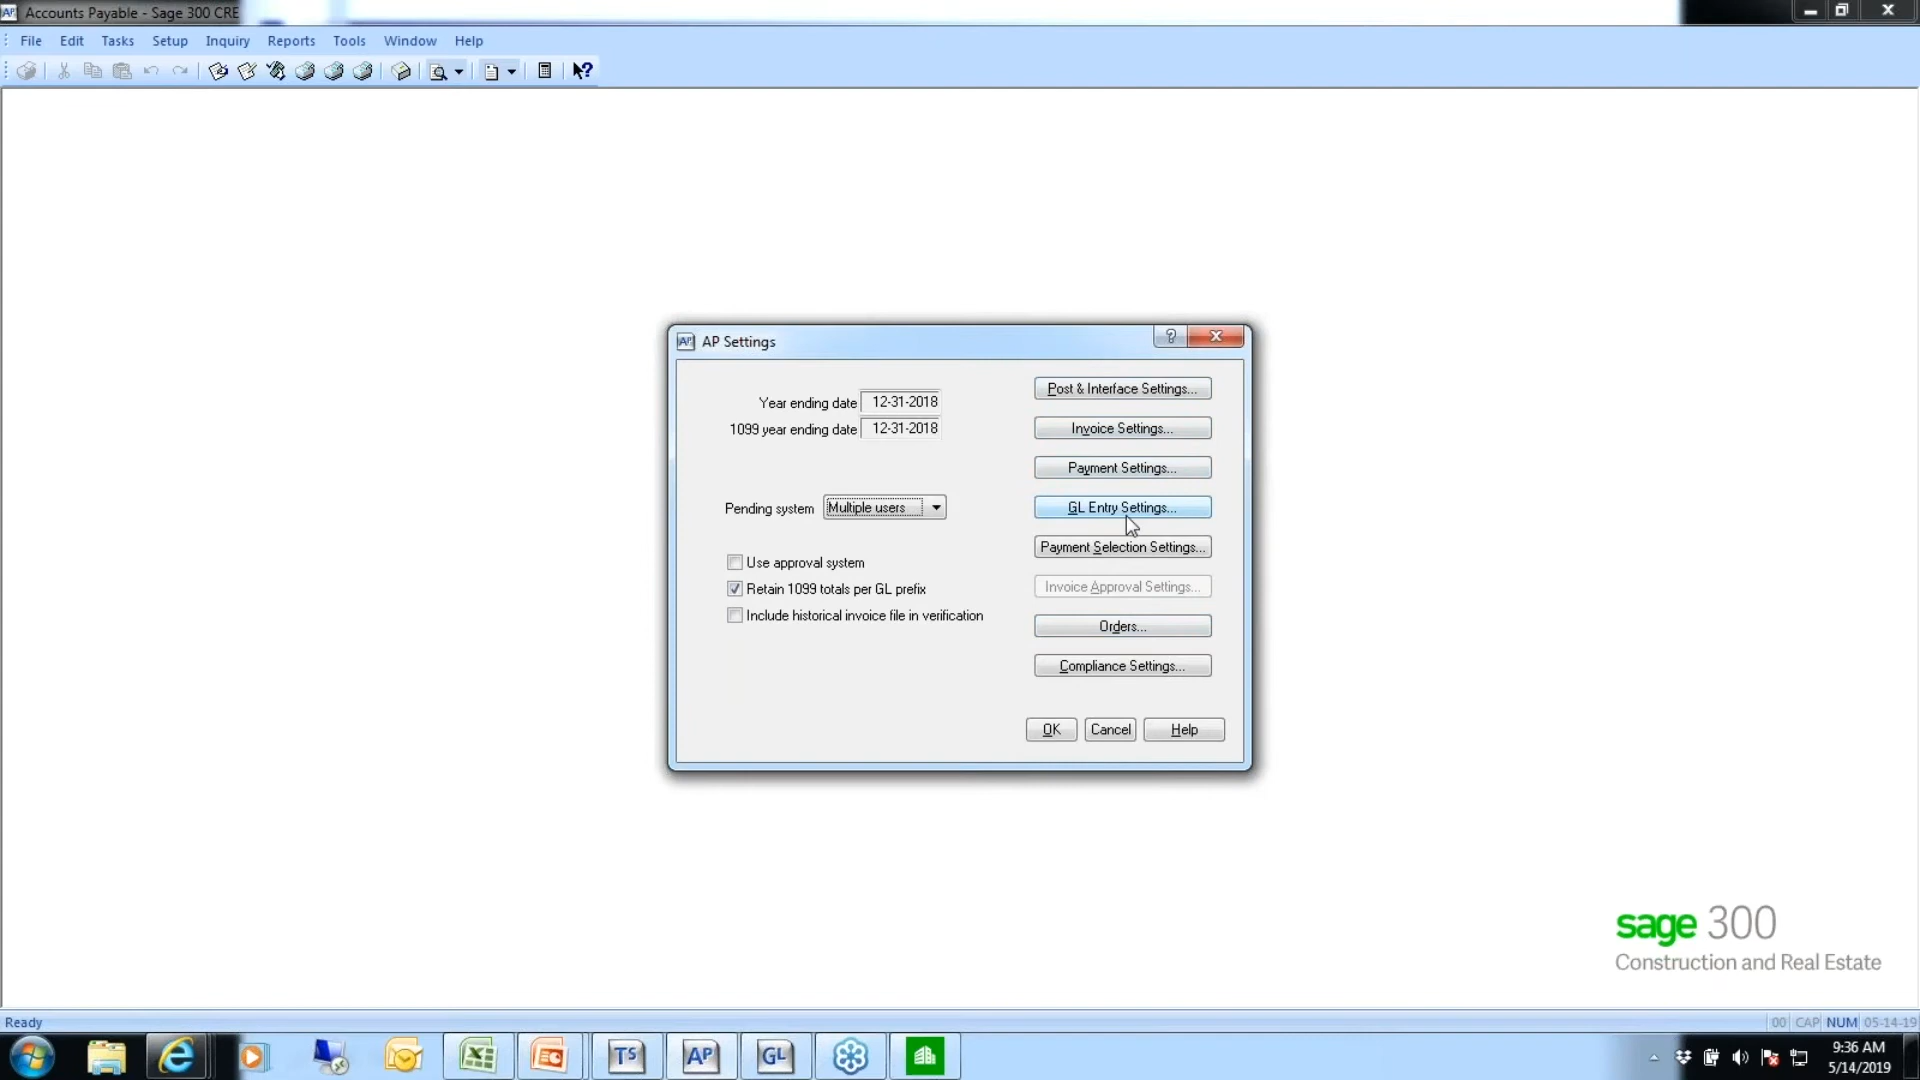 Accounts Payable - Sage 300 CRE
File Edit Tasks Setup Inquiry Reports Tools Window Help
AP Settings
Year ending date 12-31-2018
1099 year ending date 12-31-2018
Pending system Multiple users
Use approval system
Retain 1099 totals per GL prefix
Include historical invoice file in verification
Post & Interface Settings...
Invoice Settings...
Payment Settings...
GL Entry Settings...
Payment Selection Settings...
Invoice Approval Settings...
Orders...
Compliance Settings...
OK Cancel Help
sage 300
Construction and Real Estate
Ready
00 CAP NUM 05-14-19
TS AP GL
9:36 AM
5/14/2019